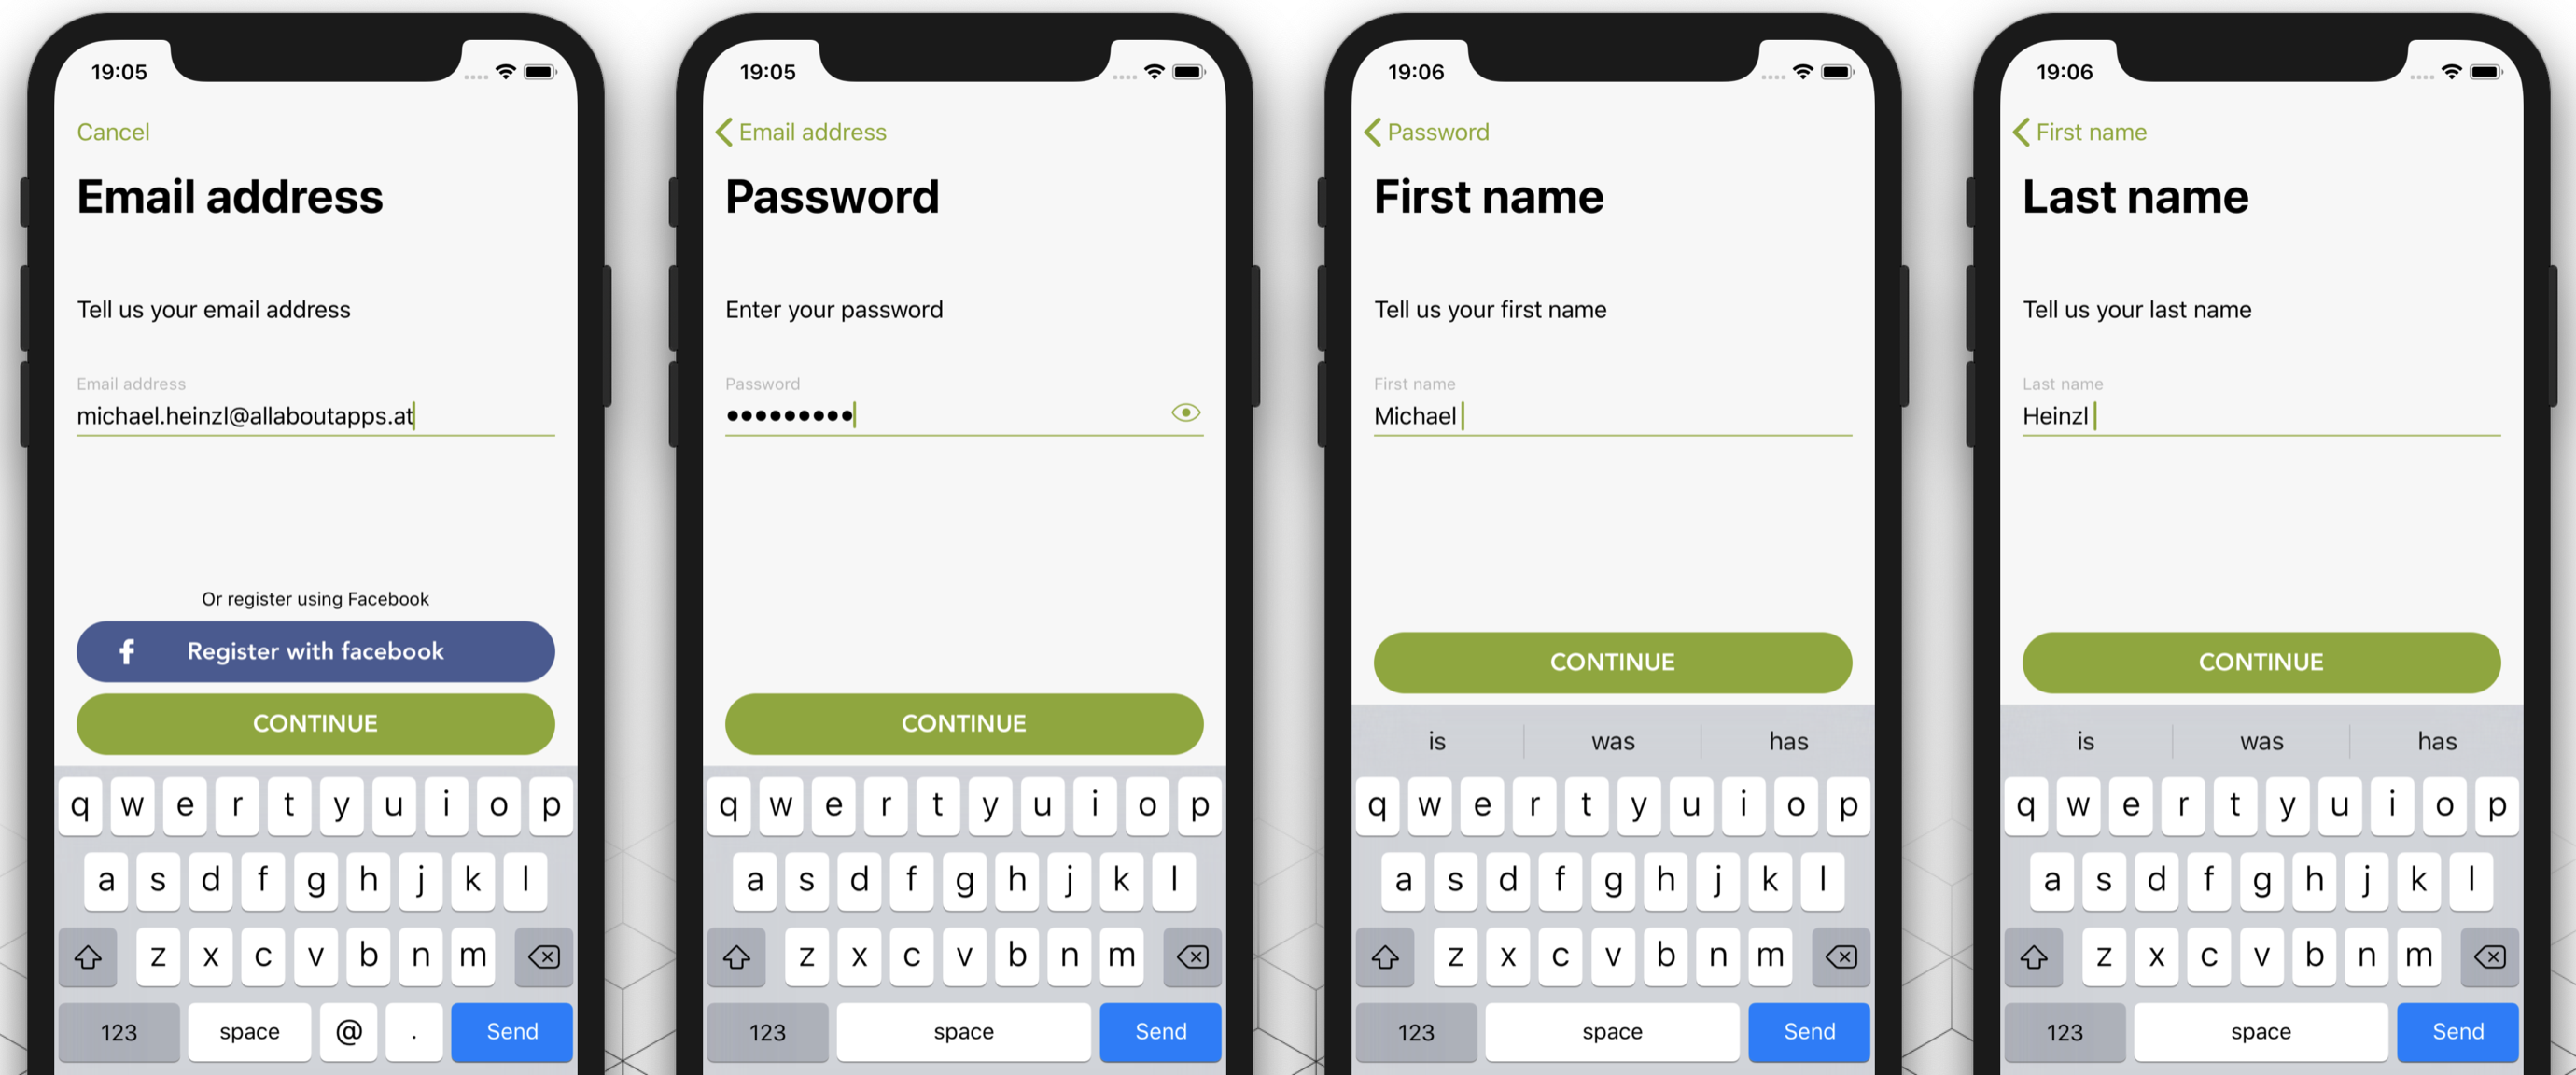 19:05
Cancel
Email address
Tell us your email address
Email address
michael.heinzl@allaboutapps.at
Or register using Facebook
f Register with facebook
CONTINUE
q w e r t y u i o p
a s d f g h j k l
z x c v b n m
123 space @ . Send
19:05
Email address
Password
Enter your password
Password
•••••••••
CONTINUE
q w e r t y u i o p
a s d f g h j k l
z x c v b n m
123 space Send
19:06
Password
First name
Tell us your first name
First name
Michael
CONTINUE
is was has
q w e r t y u i o p
a s d f g h j k l
z x c v b n m
123 space Send
19:06
First name
Last name
Tell us your last name
Last name
Heinzl
CONTINUE
is was has
q w e r t y u i o p
a s d f g h j k l
z x c v b n m
123 space Send